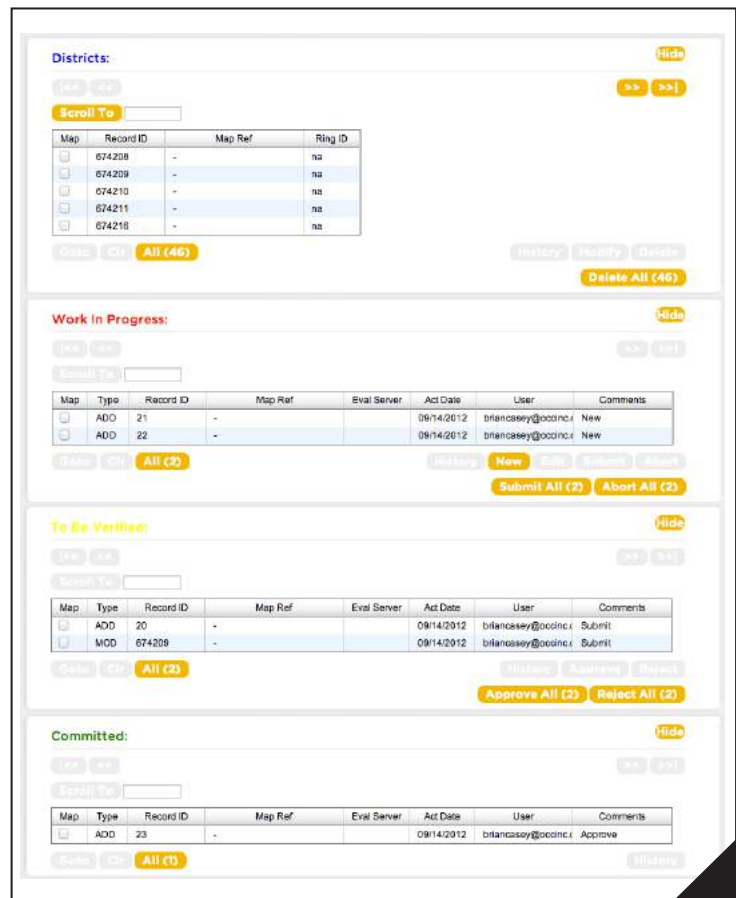 Districts: Hide
|<< <<
>> >>|
Scroll To
Map Record ID Map Ref Ring ID
674208 - na
674209 - na
674210 - na
674211 - na
674216 - na
Goto Clr All (46) History Modify Delete
Delete All (46)
Work In Progress: Hide
|<< << >> >>|
Scroll To
Map Type Record ID Map Ref Eval Server Act Date User Comments
ADD 21 - 09/14/2012 briancasey@occinc.c New
ADD 22 - 09/14/2012 briancasey@occinc.c New
Goto Clr All (2) History New Edit Submit Abort
Submit All (2) Abort All (2)
To Be Verified: Hide
|<< << >> >>|
Scroll To
Map Type Record ID Map Ref Eval Server Act Date User Comments
ADD 20 - 09/14/2012 briancasey@occinc.c Submit
MOD 674209 - 09/14/2012 briancasey@occinc.c Submit
Goto Clr All (2) History Approve Reject
Approve All (2) Reject All (2)
Committed: Hide
|<< << >> >>|
Scroll To
Map Type Record ID Map Ref Eval Server Act Date User Comments
ADD 23 - 09/14/2012 briancasey@occinc.c Approve
Goto Clr All (1) History